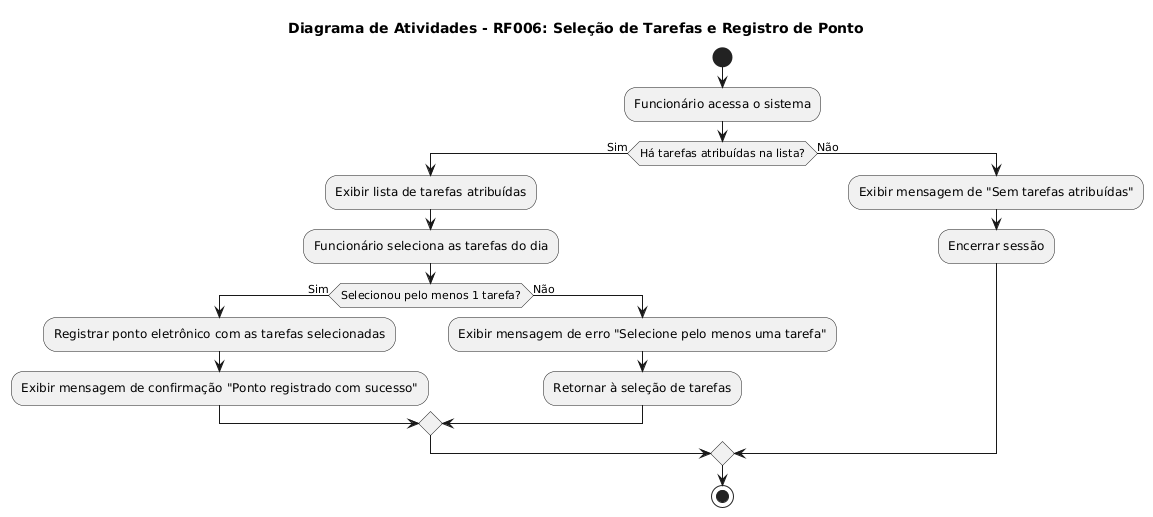 Diagrama de Atividades - RF006: Seleção de Tarefas e Registro de Ponto
Funcionário acessa o sistema
Há tarefas atribuídas na lista?
Sim
Não
Exibir lista de tarefas atribuídas
Funcionário seleciona as tarefas do dia
Selecionou pelo menos 1 tarefa?
Sim
Não
Registrar ponto eletrônico com as tarefas selecionadas
Exibir mensagem de confirmação "Ponto registrado com sucesso"
Exibir mensagem de erro "Selecione pelo menos uma tarefa"
Retornar à seleção de tarefas
Exibir mensagem de "Sem tarefas atribuídas"
Encerrar sessão